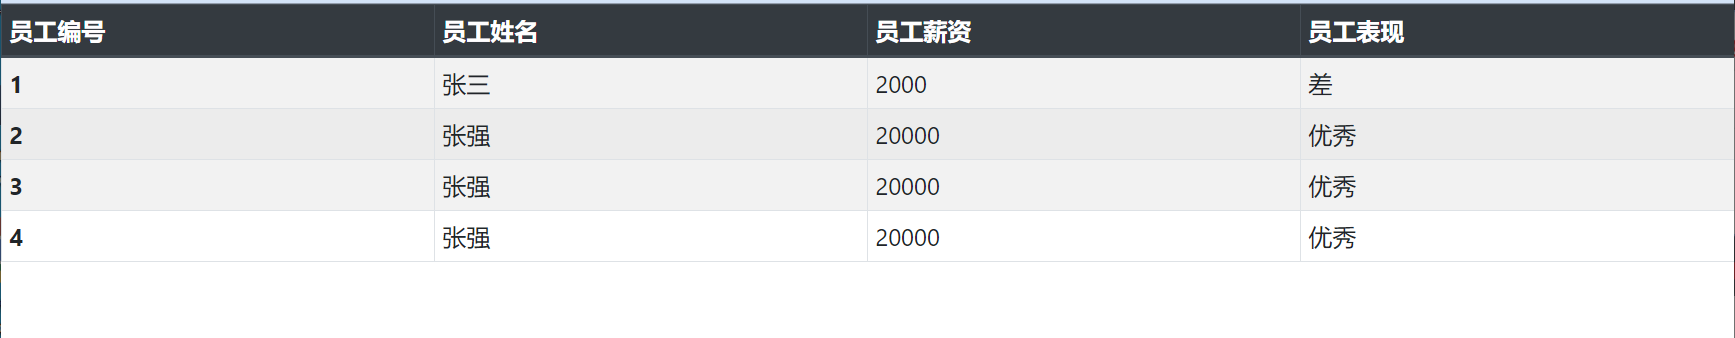 员工编号 员工姓名 员工薪资 员工表现
1 张三 2000 差
2 张强 20000 优秀
3 张强 20000 优秀
4 张强 20000 优秀